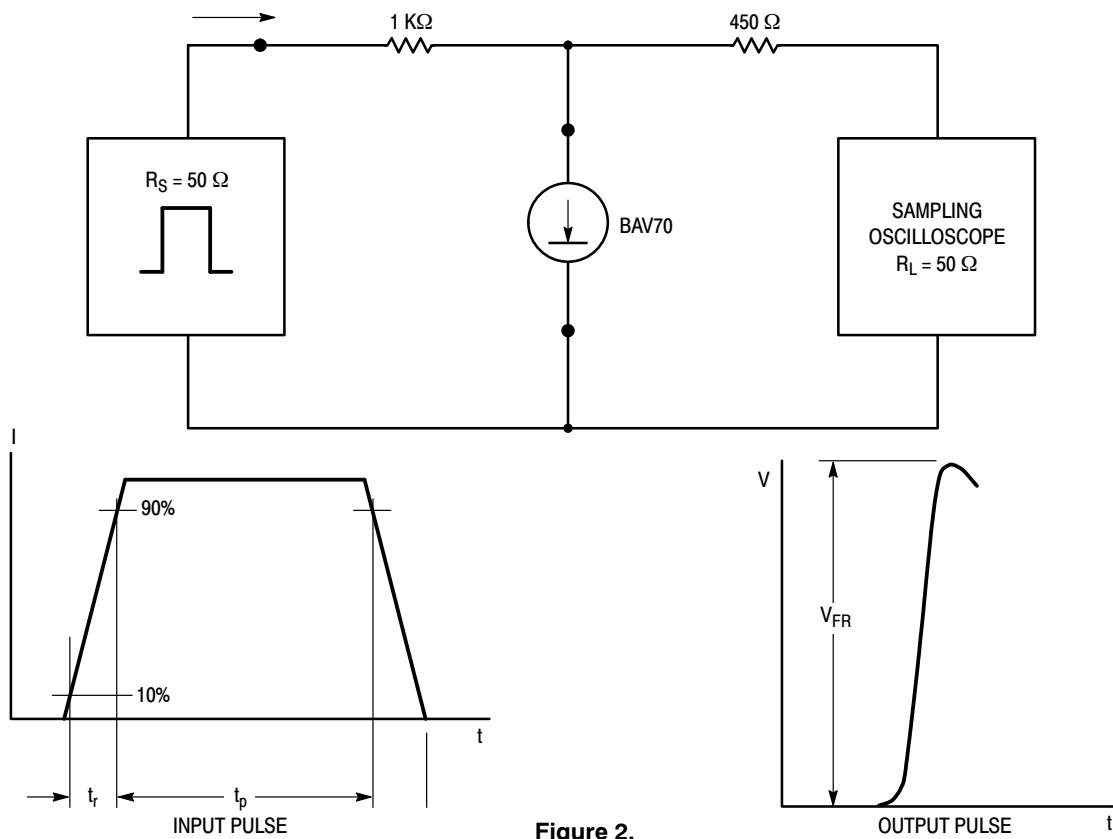 1 KΩ
450 Ω
R_S = 50 Ω
BAV70
SAMPLING
OSCILLOSCOPE
R_L = 50 Ω
I
90%
10%
t
t_r
t_p
INPUT PULSE
V
V_FR
t
OUTPUT PULSE
Figure 2.